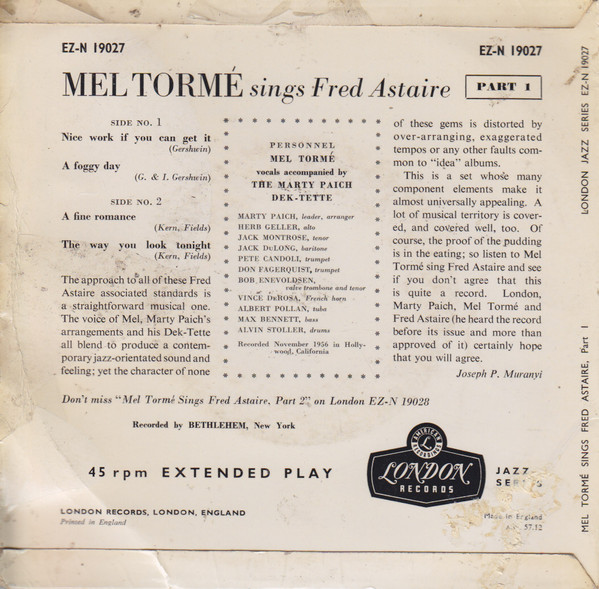 EZ-N 19027
EZ-N 19027
MEL TORMÉ sings Fred Astaire PART 1
SIDE NO. 1
Nice work if you can get it
(Gershwin)
A foggy day
(G. & I. Gershwin)
SIDE NO. 2
A fine romance
(Kern, Fields)
The way you look tonight
(Kern, Fields)
The approach to all of these Fred
Astaire associated standards is
a straightforward musical one.
The voice of Mel, Marty Paich's
arrangements and his Dek-Tette
all blend to produce a contem-
porary jazz-orientated sound and
feeling; yet the character of none
PERSONNEL
MEL TORMÉ
vocals accompanied by
THE MARTY PAICH
DEK-TETTE
MARTY PAICH, leader, arranger
HERB GELLER, alto
JACK MONTROSE, tenor
JACK DuLONG, baritone
PETE CANDOLI, trumpet
DON FAGERQUIST, trumpet
BOB ENEVOLDSEN,
valve trombone and tenor
VINCE DeROSA, French horn
ALBERT POLLAN, tuba
MAX BENNETT, bass
ALVIN STOLLER, drums
Recorded November 1956 in Holly-
wood, California
of these gems is distorted by
over-arranging, exaggerated
tempos or any other faults com-
mon to "idea" albums.
This is a set whose many
component elements make it
almost universally appealing. A
lot of musical territory is cover-
ed, and covered well, too. Of
course, the proof of the pudding
is in the eating; so listen to Mel
Tormé sing Fred Astaire and see
if you don't agree that this
is quite a record. London,
Marty Paich, Mel Tormé and
Fred Astaire (he heard the record
before its issue and more than
approved of it) certainly hope
that you will agree.
Joseph P. Muranyi
Don't miss "Mel Tormé Sings Fred Astaire, Part 2" on London EZ-N 19028
Recorded by BETHLEHEM, New York
45 rpm EXTENDED PLAY
AMERICAN
RECORDINGS
L
LONDON
RECORDS
JAZZ
SERIES
LONDON RECORDS, LONDON, ENGLAND
Printed in England
Made in England
57.12
LONDON JAZZ SERIES EZ-N 19027
MEL TORMÉ SINGS FRED ASTAIRE, Part 1